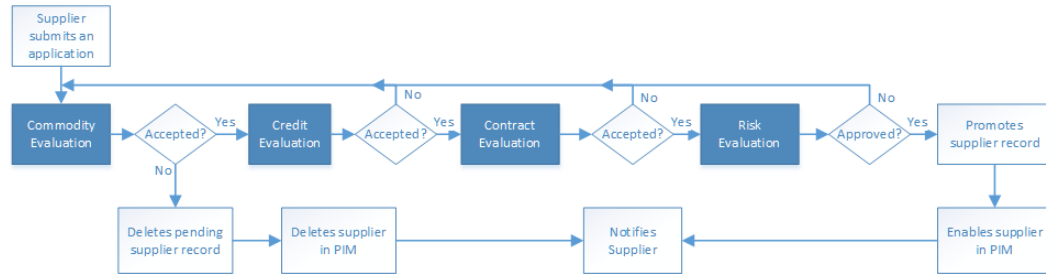 Supplier
submits an
application
No
No
No
Commodity
Evaluation
Accepted?
Yes
Credit
Evaluation
Accepted?
Yes
Contract
Evaluation
Accepted?
Yes
Risk
Evaluation
Approved?
Yes
Promotes
supplier record
No
Deletes pending
supplier record
Deletes supplier
in PIM
Notifies
Supplier
Enables supplier
in PIM